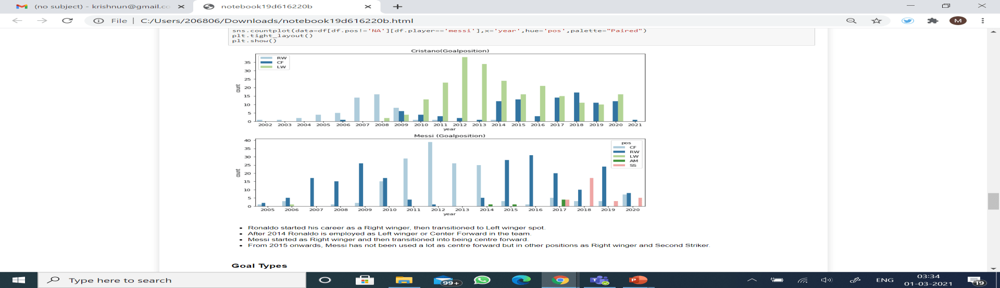 (no subject) - krishnun@gmail.co
notebook19d616220b
File | C:/Users/206806/Downloads/notebook19d616220b.html
M
sns.countplot(data=df[df.pos!='NA'][df.player=='messi'],x='year',hue='pos',palette="Paired")
plt.tight_layout()
plt.show()
Cristano(Goalposition)
RW
CF
LW
count
35
30
25
20
15
10
5
0
2002 2003 2004 2005 2006 2007 2008 2009 2010 2011 2012 2013 2014 2015 2016 2017 2018 2019 2020 2021
year
Messi (Goalposition)
pos
CF
RW
LW
AM
SS
count
40
35
30
25
20
15
10
5
0
2005 2006 2007 2008 2009 2010 2011 2012 2013 2014 2015 2016 2017 2018 2019 2020
year
• Ronaldo started his career as a Right winger, then transitioned to Left winger spot.
• After 2014 Ronaldo is employed as Left winger or Center Forward in the team.
• Messi started as Right winger and then transitioned into being centre forward.
• From 2015 onwards, Messi has not been used a lot as centre forward but in other positions as Right winger and Second Striker.
Goal Types
Type here to search
99+
ENG
03:34
01-03-2021
19